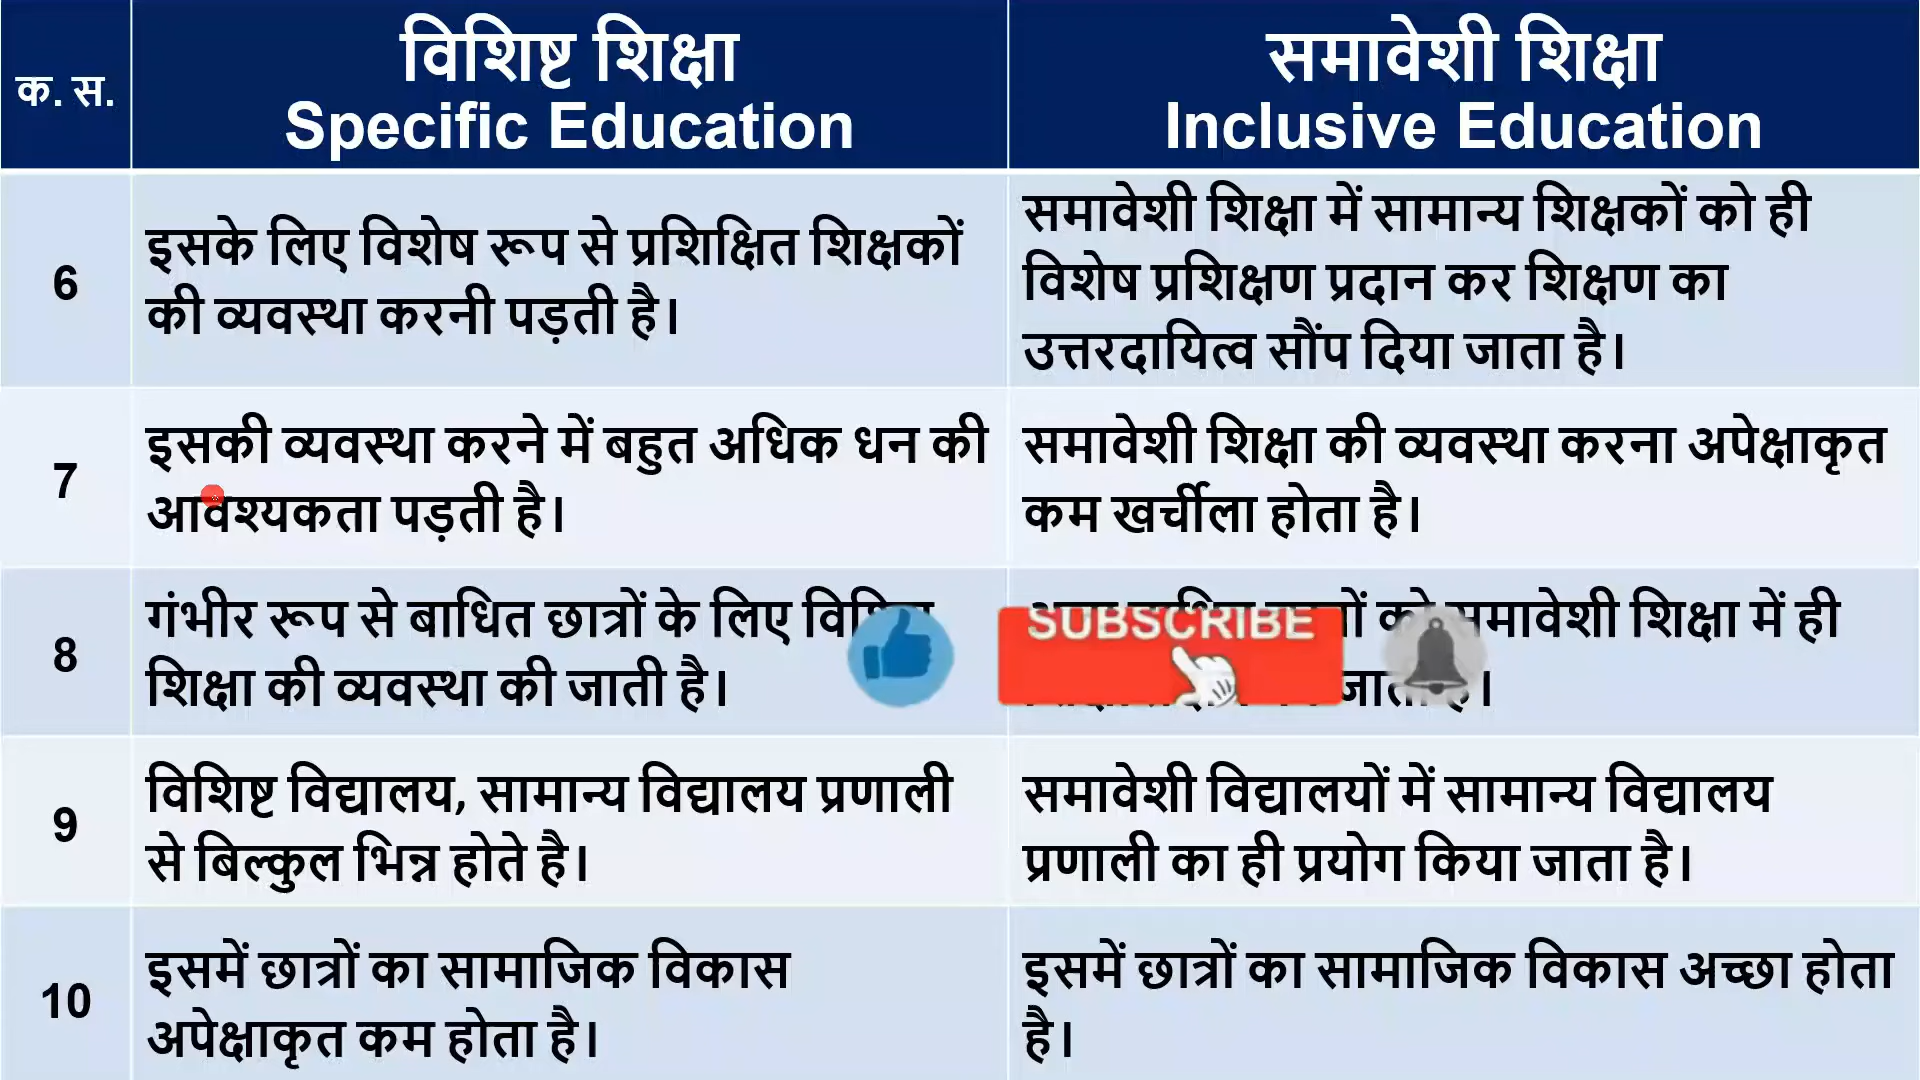 क. स.
विशिष्ट शिक्षा
Specific Education
समावेशी शिक्षा
Inclusive Education
6
इसके लिए विशेष रूप से प्रशिक्षित शिक्षकों
की व्यवस्था करनी पड़ती है।
समावेशी शिक्षा में सामान्य शिक्षकों को ही
विशेष प्रशिक्षण प्रदान कर शिक्षण का
उत्तरदायित्व सौंप दिया जाता है।
7
इसकी व्यवस्था करने में बहुत अधिक धन की
आवश्यकता पड़ती है।
समावेशी शिक्षा की व्यवस्था करना अपेक्षाकृत
कम खर्चीला होता है।
8
गंभीर रूप से बाधित छात्रों के लिए
शिक्षा की व्यवस्था की जाती है।
समावेशी शिक्षा में ही
SUBSCRIBE
9
विशिष्ट विद्यालय, सामान्य विद्यालय प्रणाली
से बिल्कुल भिन्न होते है।
समावेशी विद्यालयों में सामान्य विद्यालय
प्रणाली का ही प्रयोग किया जाता है।
10
इसमें छात्रों का सामाजिक विकास
अपेक्षाकृत कम होता है।
इसमें छात्रों का सामाजिक विकास अच्छा होता
है।